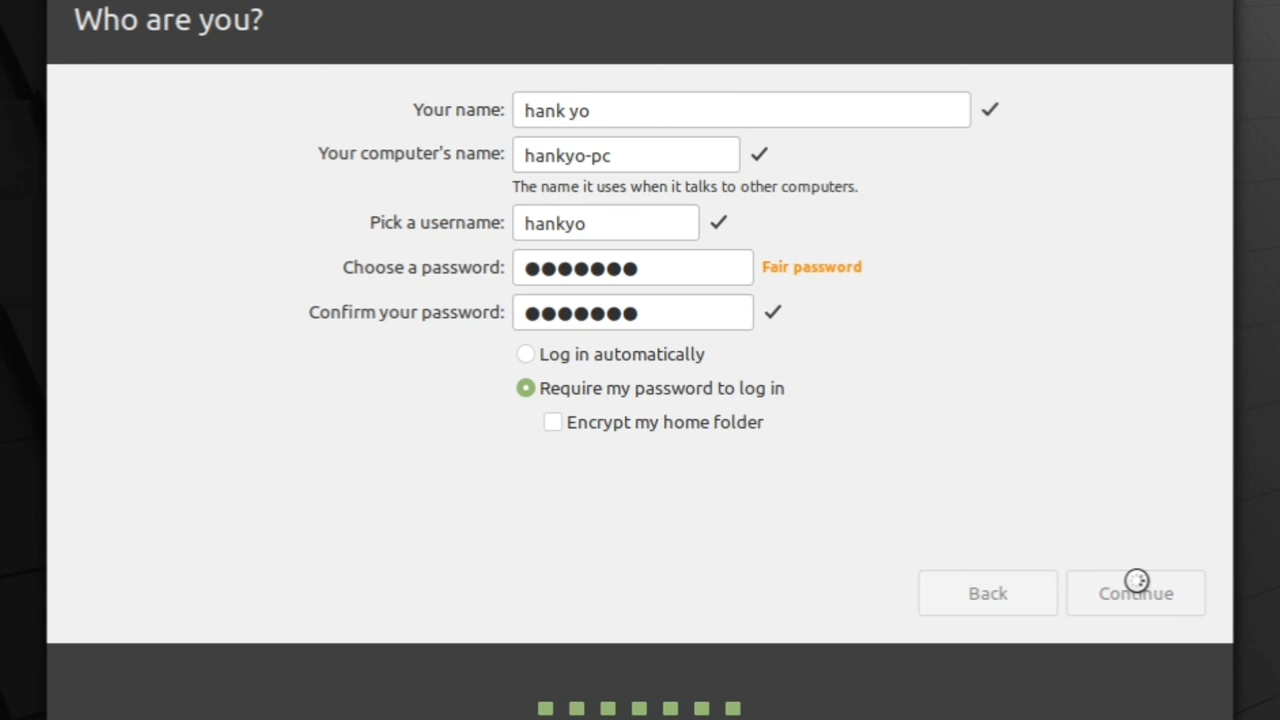 Who are you?
Your name: hank yo
Your computer's name: hankyo-pc
The name it uses when it talks to other computers.
Pick a username: hankyo
Choose a password: ●●●●●●● Fair password
Confirm your password: ●●●●●●●
Log in automatically
Require my password to log in
Encrypt my home folder
Back Continue